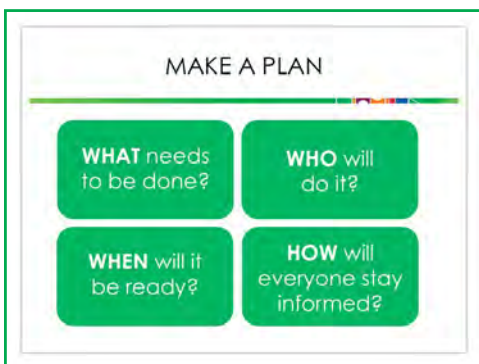 MAKE A PLAN
WHAT needs
to be done?
WHO will
do it?
WHEN will it
be ready?
HOW will
everyone stay
informed?